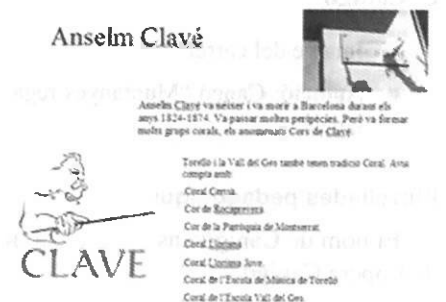 Anselm Clavé
Anselm Clavé va néixer i va morir a Barcelona durant els
anys 1824-1874. Va passar moltes peripècies. Però va formar
molts grups corals, els anomenats Cors de Clavé.
Torelló i la Vall del Ges també tenen tradició Coral. Avui
compta amb:
Coral
Cor de Rocaprevera
Cor de la Parròquia de Montserrat
Coral
Coral Jove.
Coral de l'Escola de Música de Torelló
Coral de l'Escola Vall del Ges.
CLAVE